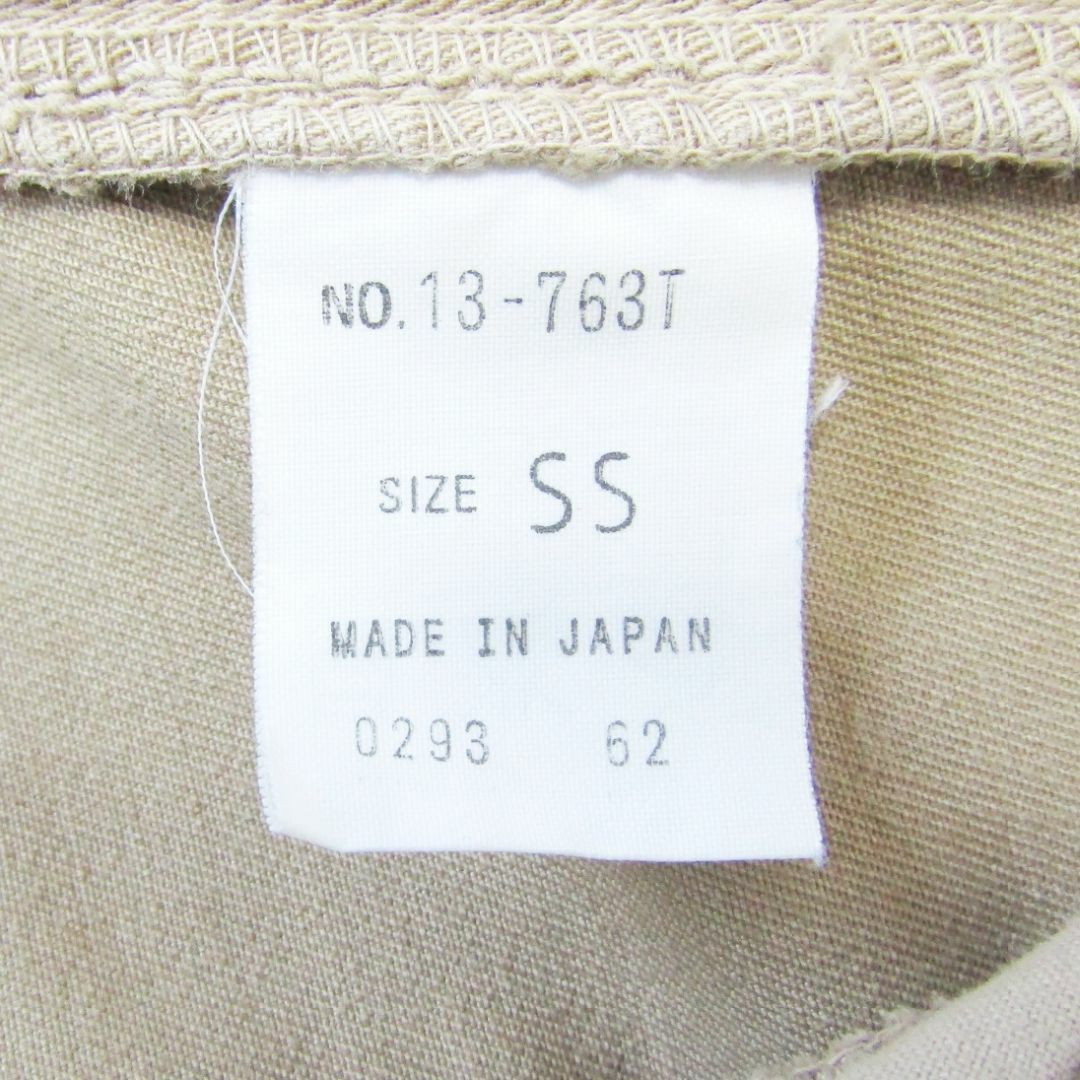 NO. 13-763T
SIZE SS
MADE IN JAPAN
0293 62